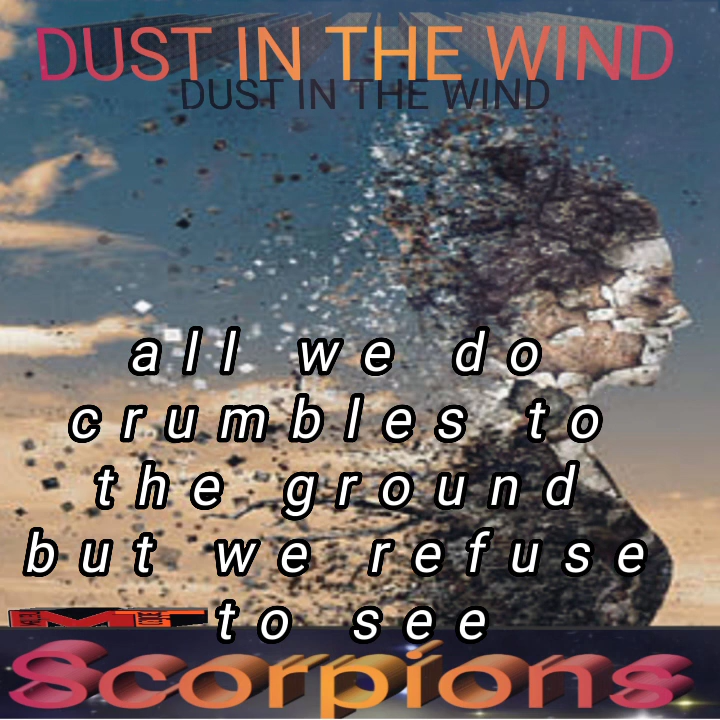 DUST IN THE WIND
DUST IN THE WIND
all we do
crumbles to
the ground
but we refuse
to see
Scorpions